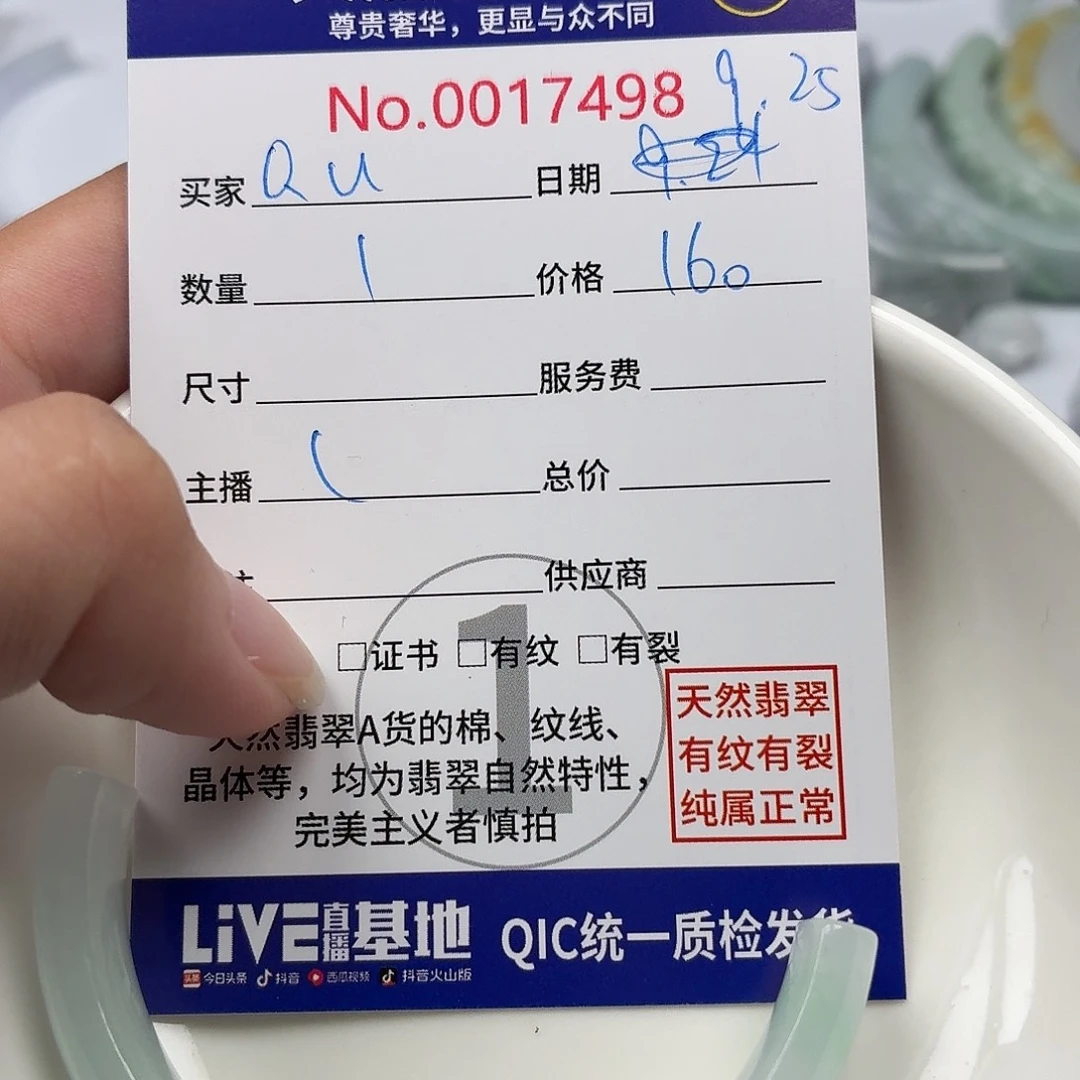 尊贵奢华，更显与众不同
No.0017498 9.25
买家 QU 日期
数量 1 价格 160
尺寸 服务费
主播 总价
供应商
□证书 □有纹 □有裂
1
天然翡翠A货的棉、纹线、
晶体等，均为翡翠自然特性，
完美主义者慎拍
天然翡翠
有纹有裂
纯属正常
LiVE直播基地 QIC统一质检发货
头条 今日头条 抖音 西瓜视频 抖音火山版